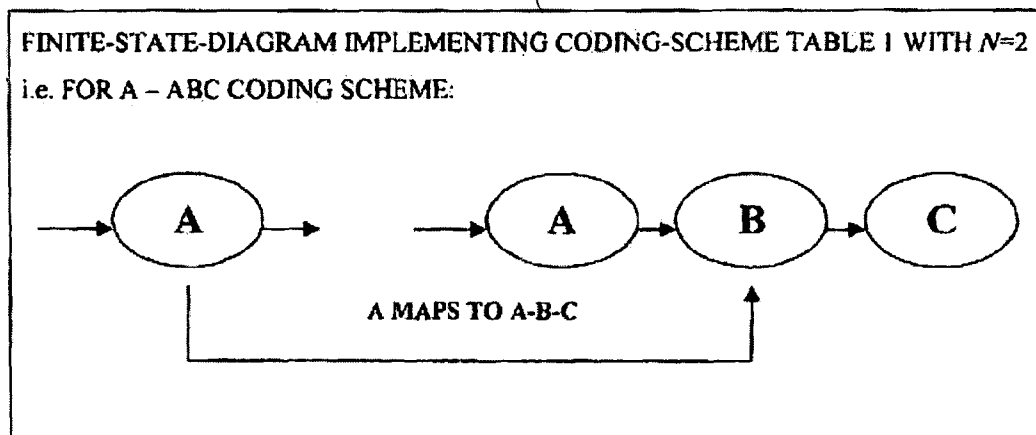 FINITE-STATE-DIAGRAM IMPLEMENTING CODING-SCHEME TABLE 1 WITH N=2
i.e. FOR A – ABC CODING SCHEME:
A A B C
A MAPS TO A-B-C